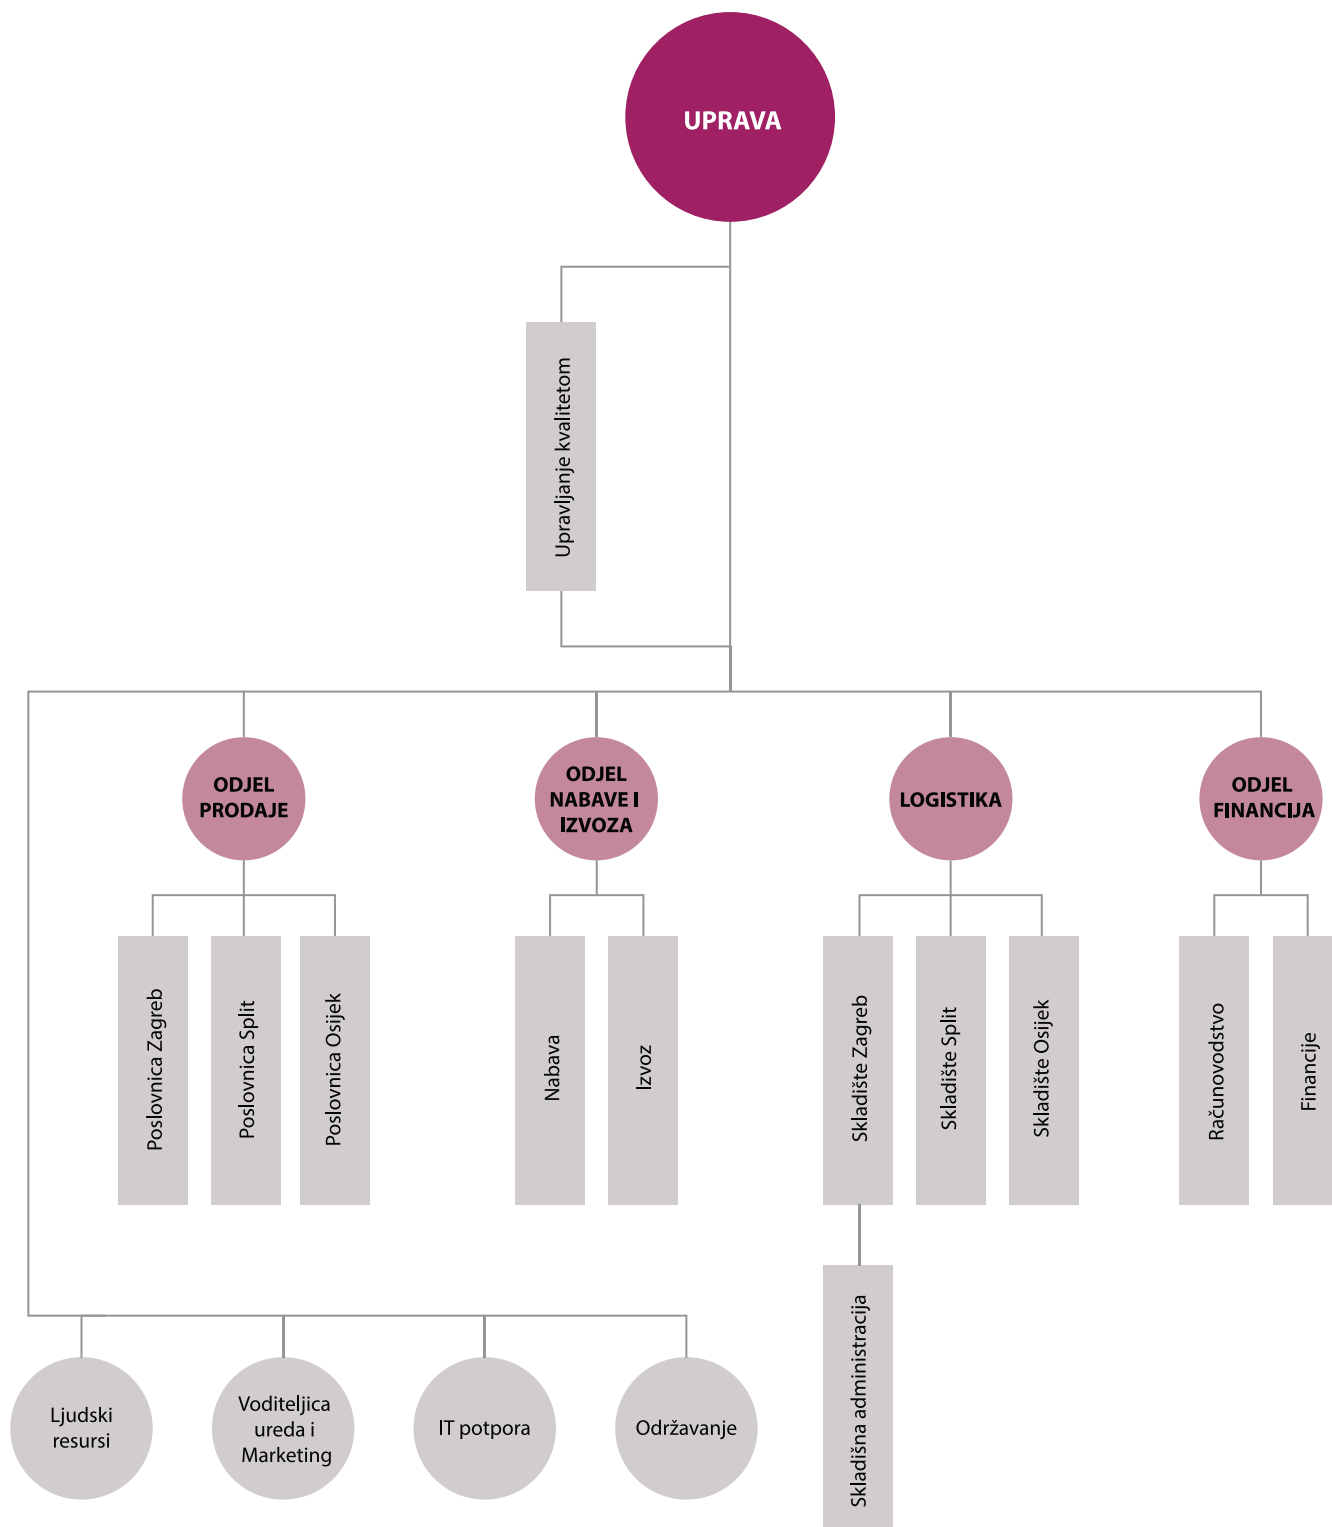 UPRAVA
Upravljanje kvalitetom
ODJEL
PRODAJE
ODJEL
NABAVE I
IZVOZA
LOGISTIKA
ODJEL
FINANCIJA
Poslovnica Zagreb
Poslovnica Split
Poslovnica Osijek
Nabava
Izvoz
Skladište Zagreb
Skladište Split
Skladište Osijek
Računovodstvo
Financije
Skladišna administracija
Ljudski
resursi
Voditeljica
ureda i
Marketing
IT potpora
Održavanje